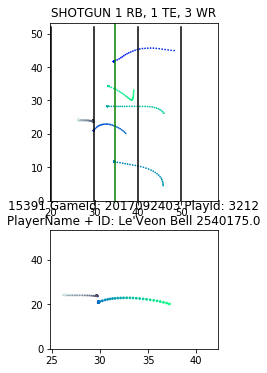 SHOTGUN 1 RB, 1 TE, 3 WR
50
40
30
20
10
0
20 30 40 50
15391 GameId: 2017092403 PlayId: 3212
PlayerName + ID: Le'Veon Bell 2540175.0
40
20
0
25 30 35 40